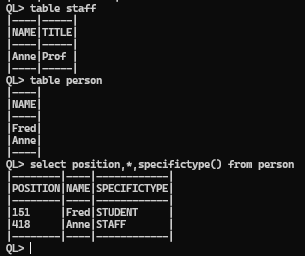 QL> table staff
|----|-----|
|NAME|TITLE|
|----|-----|
|Anne|Prof |
|----|-----|
QL> table person
|----|
|NAME|
|----|
|Fred|
|Anne|
|----|
QL> select position,*,specifictype() from person
|--------|----|------------|
|POSITION|NAME|SPECIFICTYPE|
|--------|----|------------|
|151     |Fred|STUDENT     |
|418     |Anne|STAFF       |
|--------|----|------------|
QL>